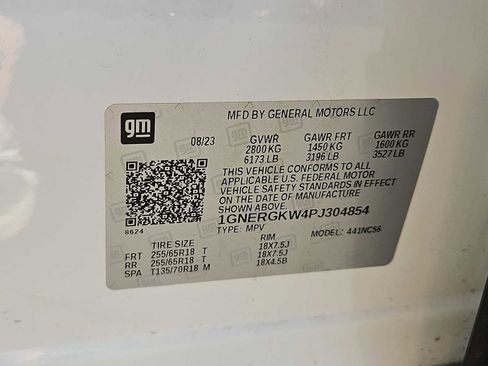 gm
MFD BY GENERAL MOTORS LLC
08/23 GVWR GAWR FRT GAWR RR
2800 KG 1450 KG 1600 KG
6173 LB 3196 LB 3527 LB
THIS VEHICLE CONFORMS TO ALL
APPLICABLE U.S. FEDERAL MOTOR
VEHICLE SAFETY STANDARDS IN EFFECT
ON THE DATE OF MANUFACTURE
SHOWN ABOVE.
1GNERGKW4PJ304854
8624
TYPE: MPV MODEL: 441NC56
TIRE SIZE RIM
FRT 255/65R18 T 18X7.5J
RR 255/65R18 T 18X7.5J
SPA T135/70R18 M 18X4.5B